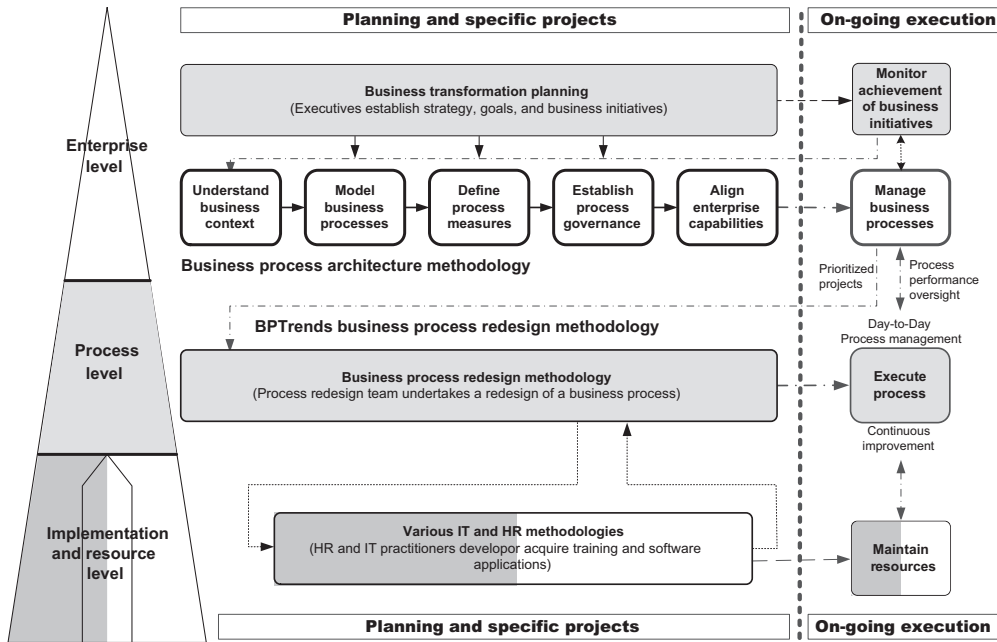 Planning and specific projects
On-going execution
Enterprise
level
Business transformation planning
(Executives establish strategy, goals, and business initiatives)
Monitor
achievement
of business
initiatives
Understand
business
context
Model
business
processes
Define
process
measures
Establish
process
governance
Align
enterprise
capabilities
Manage
business
processes
Business process architecture methodology
Prioritized
projects
Process
performance
oversight
BPTrends business process redesign methodology
Day-to-Day
Process management
Process
level
Business process redesign methodology
(Process redesign team undertakes a redesign of a business process)
Execute
process
Continuous
improvement
Implementation
and resource
level
Various IT and HR methodologies
(HR and IT practitioners developor acquire training and software
applications)
Maintain
resources
Planning and specific projects
On-going execution